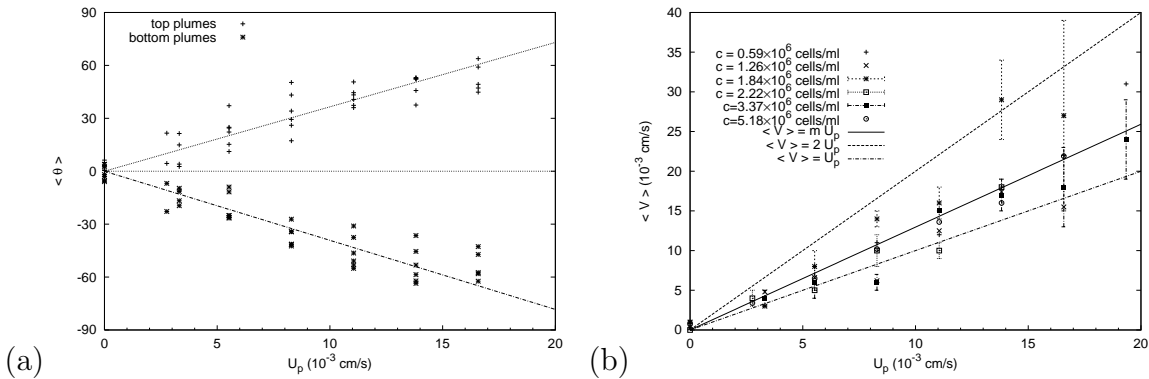 90
60
30
0
-30
-60
-90
< θ >
top plumes
bottom plumes
0 5 10 15 20
U_p (10^-3 cm/s)
(a)
40
35
30
25
20
15
10
5
0
< V > (10^-3 cm/s)
c = 0.59×10^6 cells/ml
c = 1.26×10^6 cells/ml
c = 1.84×10^6 cells/ml
c = 2.22×10^6 cells/ml
c=3.37×10^6 cells/ml
c=5.18×10^6 cells/ml
< V > = m U_p
< V > = 2 U_p
< V > = U_p
0 5 10 15 20
U_p (10^-3 cm/s)
(b)